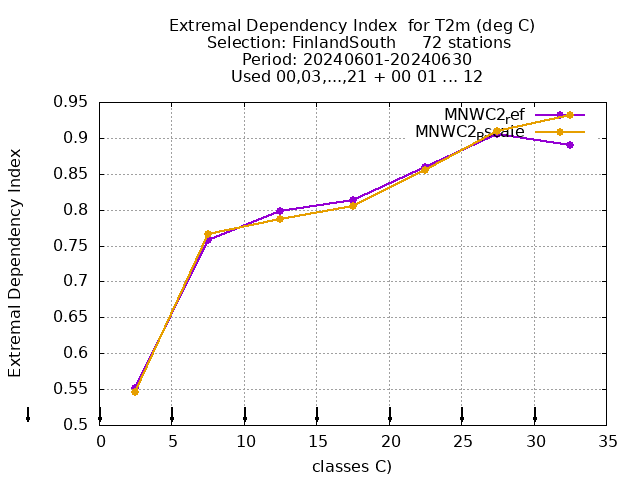 Extremal Dependency Index  for T2m (deg C)
Selection: FinlandSouth     72 stations
Period: 20240601-20240630
Used 00,03,...,21 + 00 01 ... 12
Extremal Dependency Index
0.95
0.9
0.85
0.8
0.75
0.7
0.65
0.6
0.55
0.5
MNWC2ref
0 5 10 15 20 25 30 35
classes C)